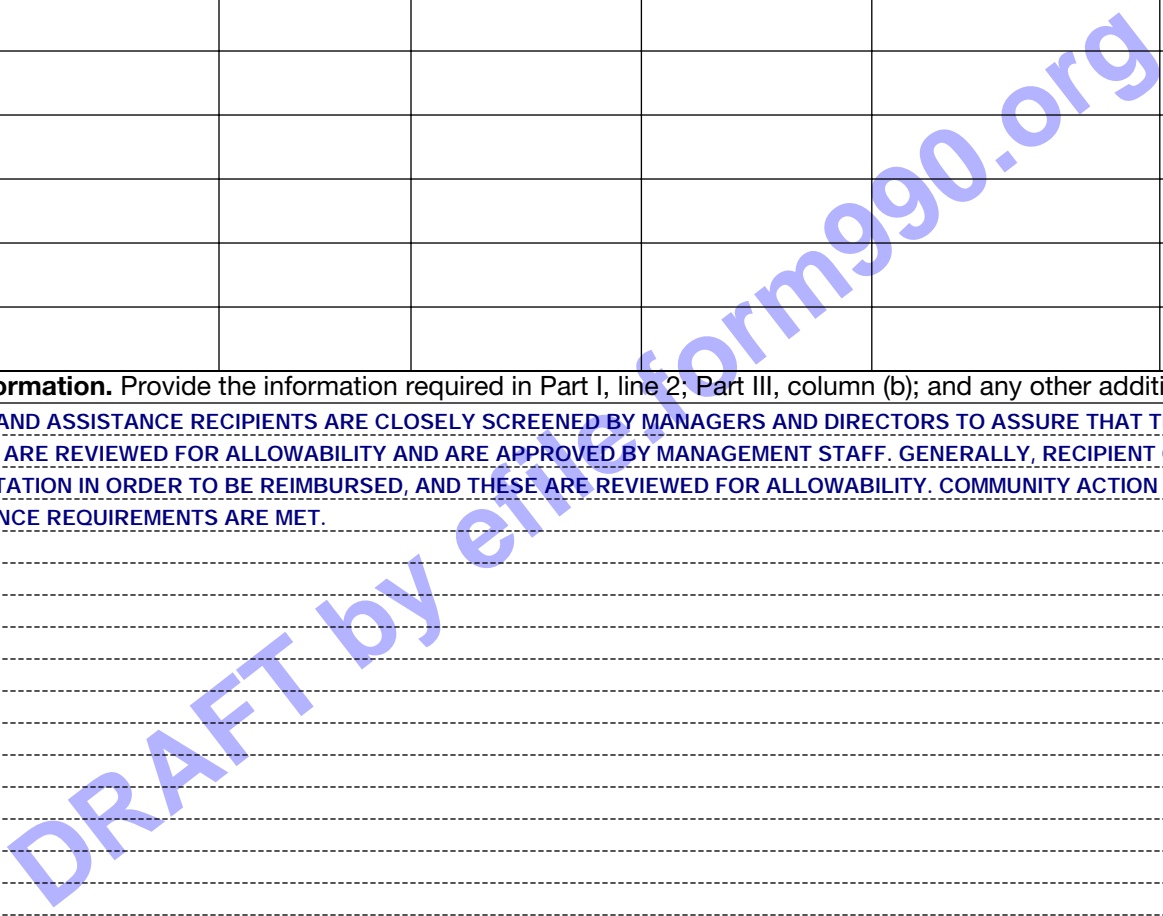 ormation. Provide the information required in Part I, line 2; Part III, column (b); and any other additi
AND ASSISTANCE RECIPIENTS ARE CLOSELY SCREENED BY MANAGERS AND DIRECTORS TO ASSURE THAT T
ARE REVIEWED FOR ALLOWABILITY AND ARE APPROVED BY MANAGEMENT STAFF. GENERALLY, RECIPIENT
TATION IN ORDER TO BE REIMBURSED, AND THESE ARE REVIEWED FOR ALLOWABILITY. COMMUNITY ACTION
NCE REQUIREMENTS ARE MET.
DRAFT by efile.form990.org